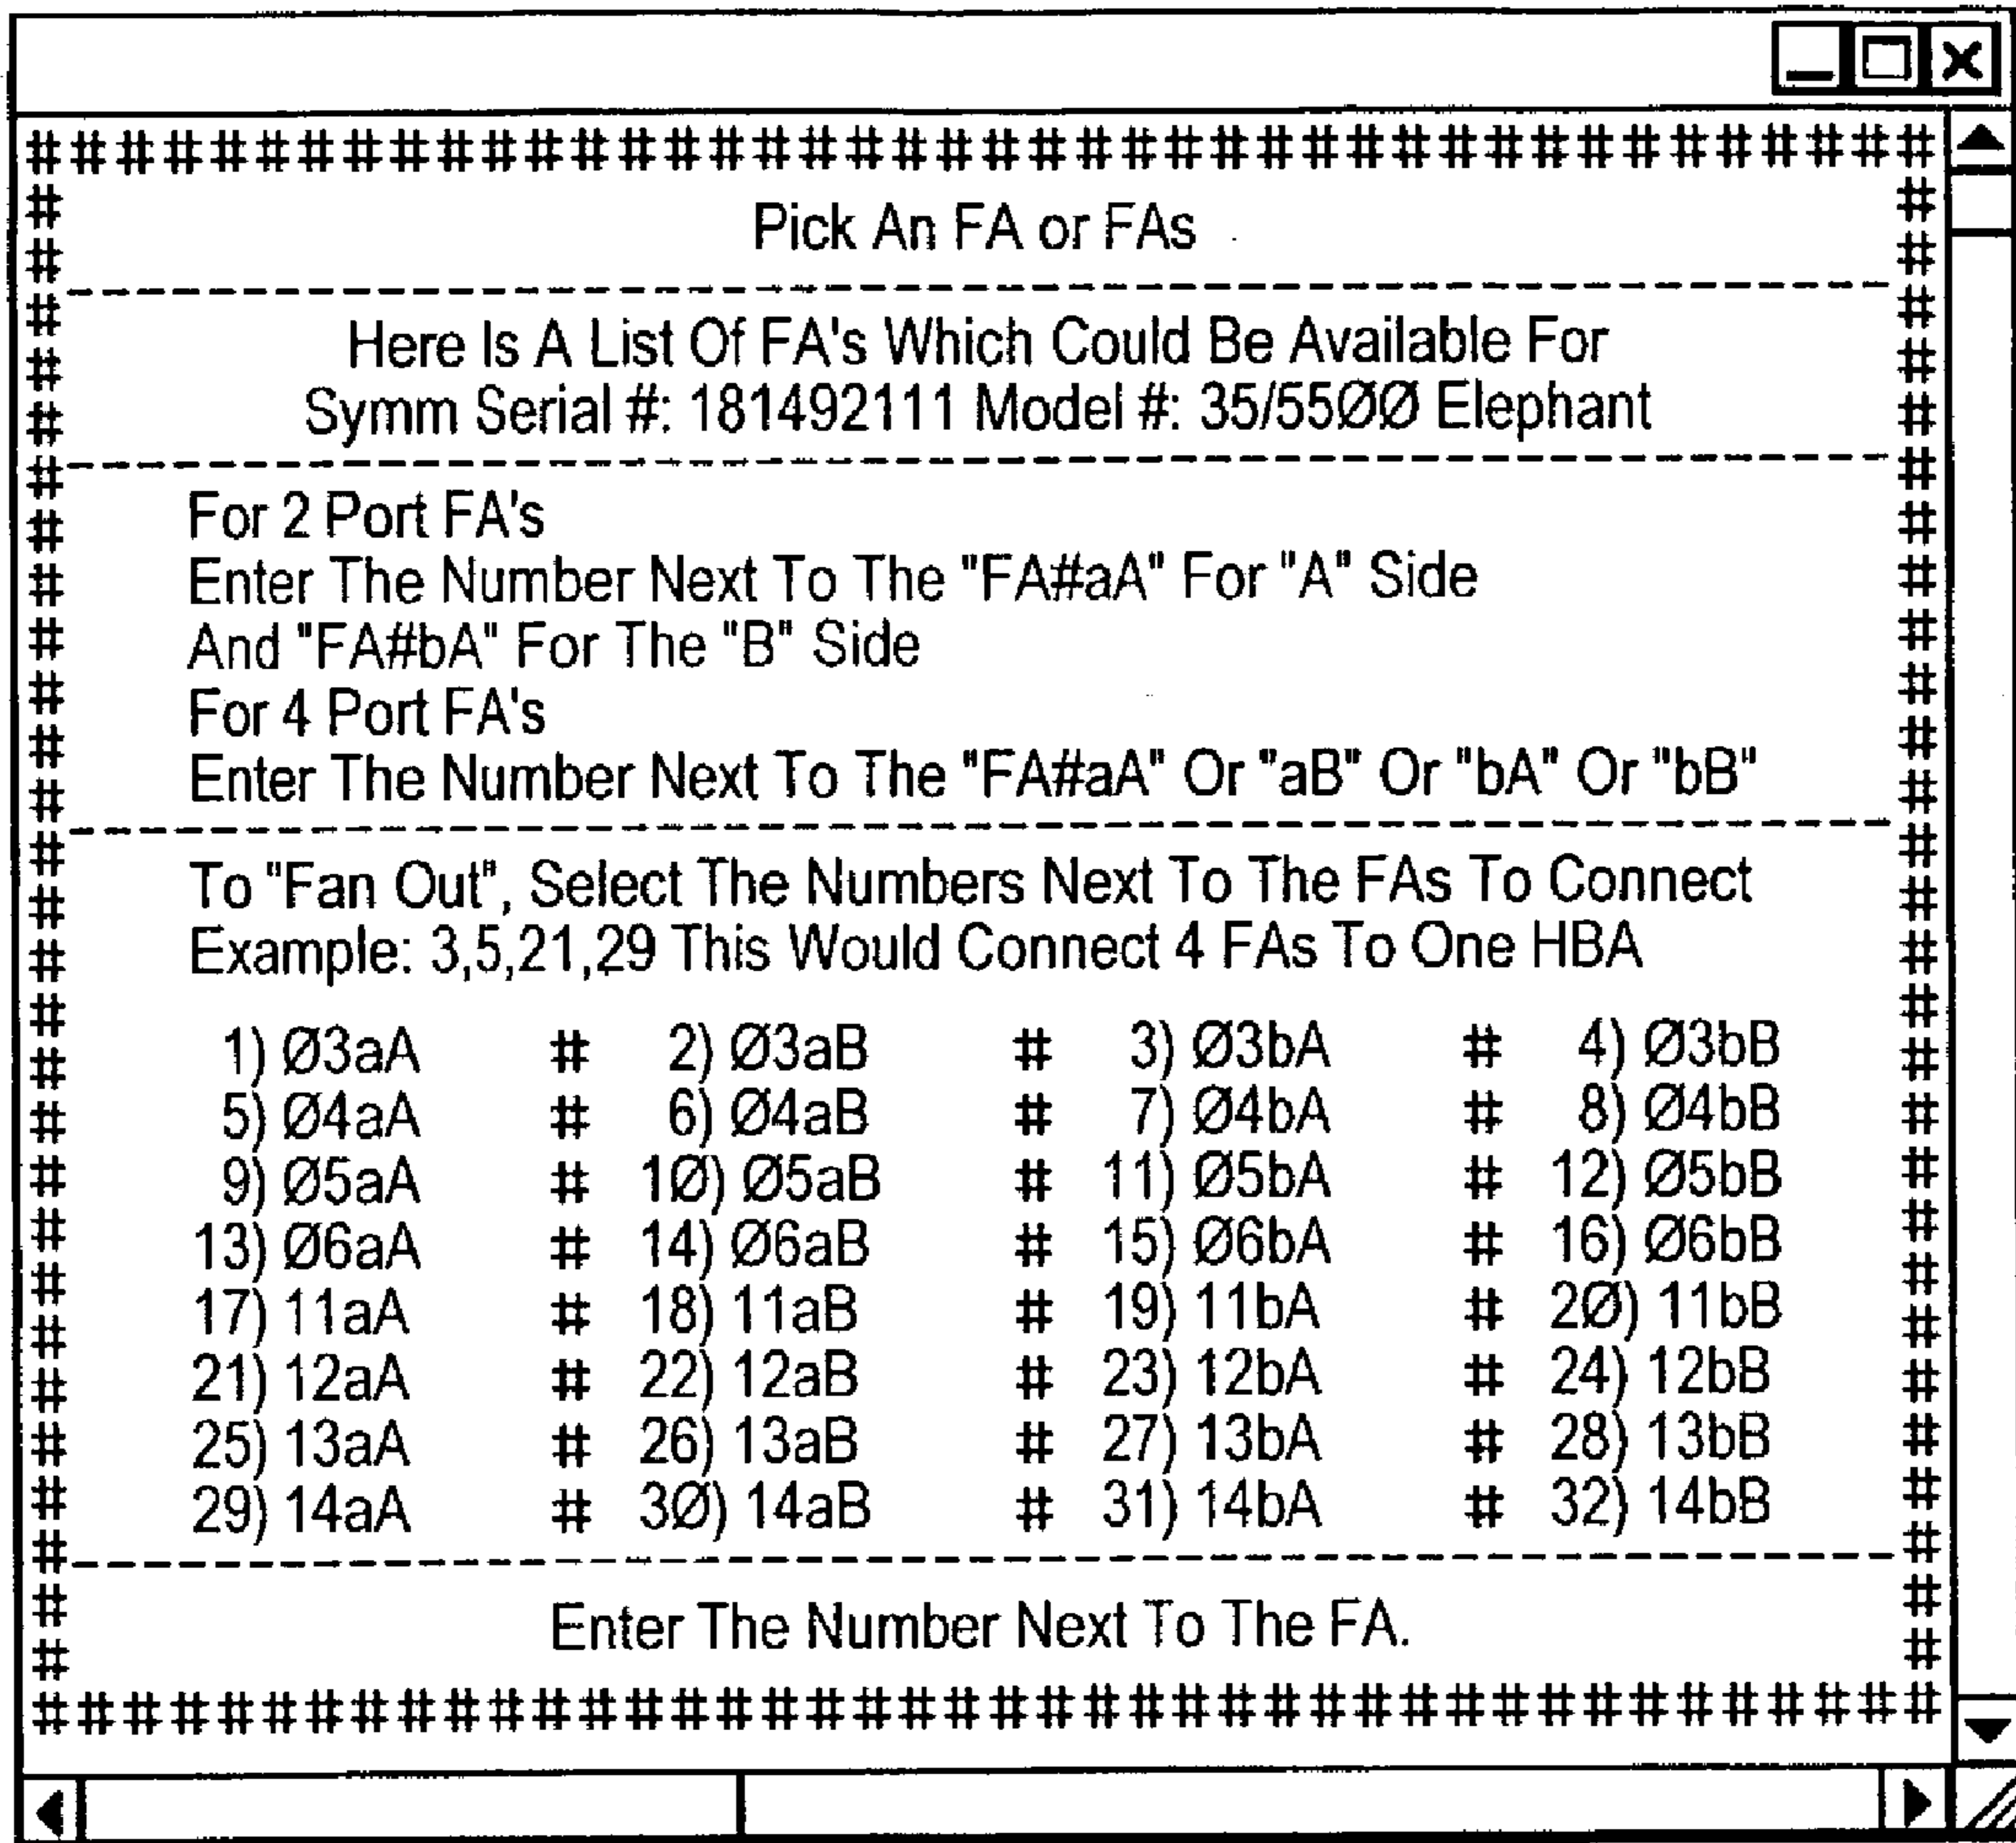 # # # # # # # # # # # # # # # # # # # # # # # # # # # # # # # # # # # # # # # # # #
Pick An FA or FAs
Here Is A List Of FA's Which Could Be Available For
Symm Serial #: 181492111 Model #: 35/55ØØ Elephant
For 2 Port FA's
Enter The Number Next To The "FA#aA" For "A" Side
And "FA#bA" For The "B" Side
For 4 Port FA's
Enter The Number Next To The "FA#aA" Or "aB" Or "bA" Or "bB"
To "Fan Out", Select The Numbers Next To The FAs To Connect
Example: 3,5,21,29 This Would Connect 4 FAs To One HBA
1) Ø3aA # 2) Ø3aB # 3) Ø3bA # 4) Ø3bB
5) Ø4aA # 6) Ø4aB # 7) Ø4bA # 8) Ø4bB
9) Ø5aA # 1Ø) Ø5aB # 11) Ø5bA # 12) Ø5bB
13) Ø6aA # 14) Ø6aB # 15) Ø6bA # 16) Ø6bB
17) 11aA # 18) 11aB # 19) 11bA # 2Ø) 11bB
21) 12aA # 22) 12aB # 23) 12bA # 24) 12bB
25) 13aA # 26) 13aB # 27) 13bA # 28) 13bB
29) 14aA # 3Ø) 14aB # 31) 14bA # 32) 14bB
Enter The Number Next To The FA.
# # # # # # # # # # # # # # # # # # # # # # # # # # # # # # # # # # # # # # # # # #